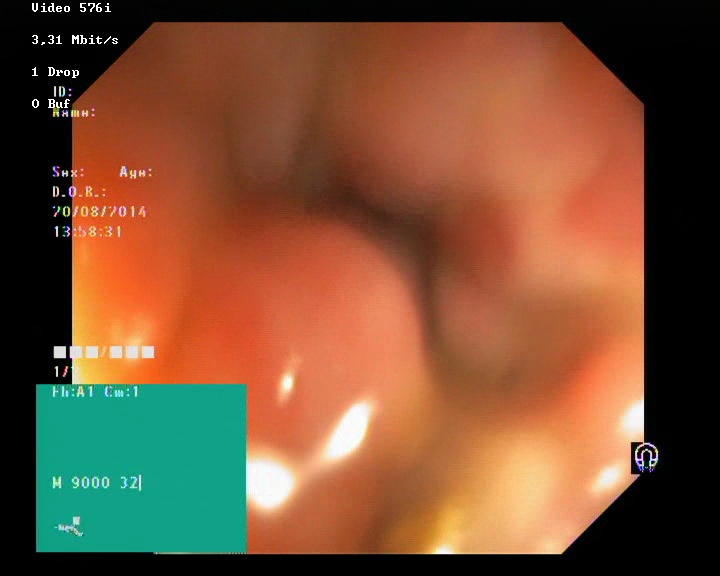 Video 576i
3,31 Mbit/s
1 Drop
ID:
0 Buf
Name:
Sex: Age:
D.O.B.:
20/08/2014
13:58:31
1/
Eh:A1 Cm:1
M 9000 32